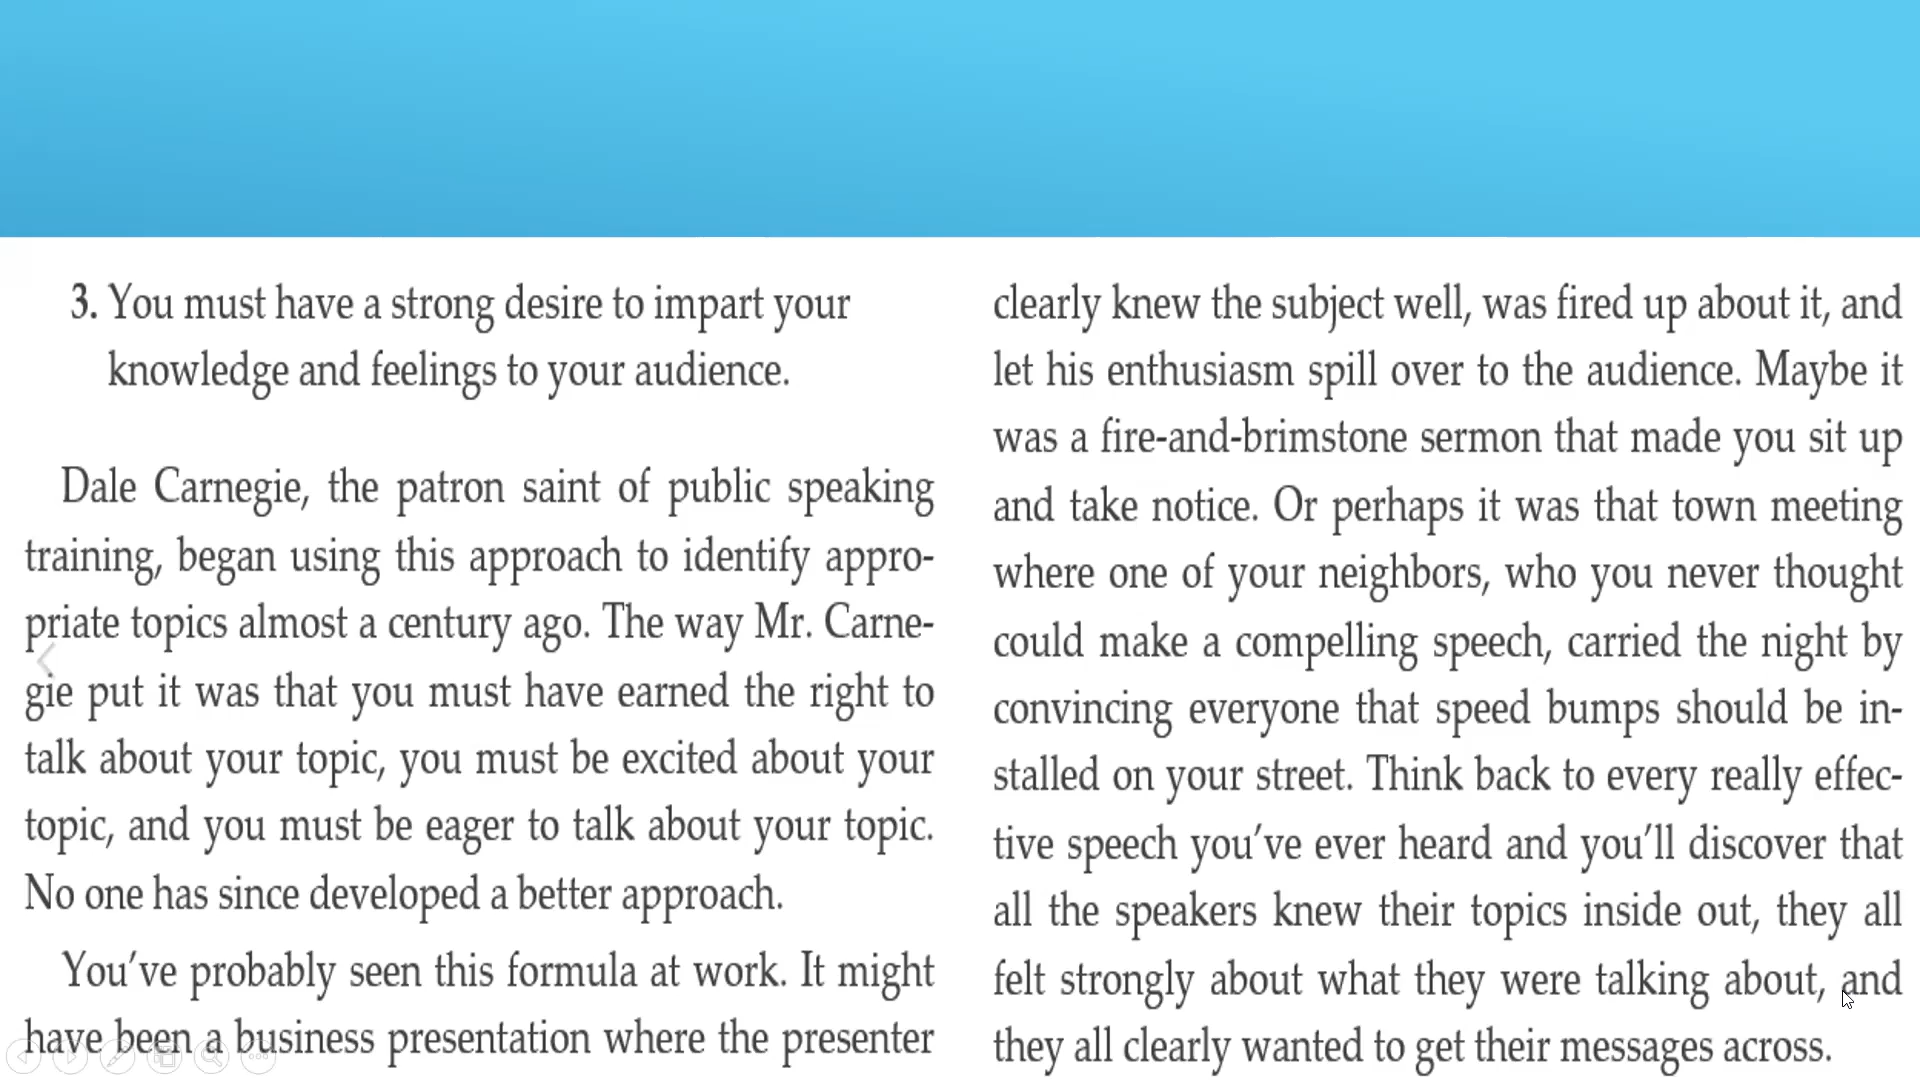 3. You must have a strong desire to impart your
knowledge and feelings to your audience.
Dale Carnegie, the patron saint of public speaking
training, began using this approach to identify appro-
priate topics almost a century ago. The way Mr. Carne-
gie put it was that you must have earned the right to
talk about your topic, you must be excited about your
topic, and you must be eager to talk about your topic.
No one has since developed a better approach.
You've probably seen this formula at work. It might
have been a business presentation where the presenter
clearly knew the subject well, was fired up about it, and
let his enthusiasm spill over to the audience. Maybe it
was a fire-and-brimstone sermon that made you sit up
and take notice. Or perhaps it was that town meeting
where one of your neighbors, who you never thought
could make a compelling speech, carried the night by
convincing everyone that speed bumps should be in-
stalled on your street. Think back to every really effec-
tive speech you've ever heard and you'll discover that
all the speakers knew their topics inside out, they all
felt strongly about what they were talking about, and
they all clearly wanted to get their messages across.